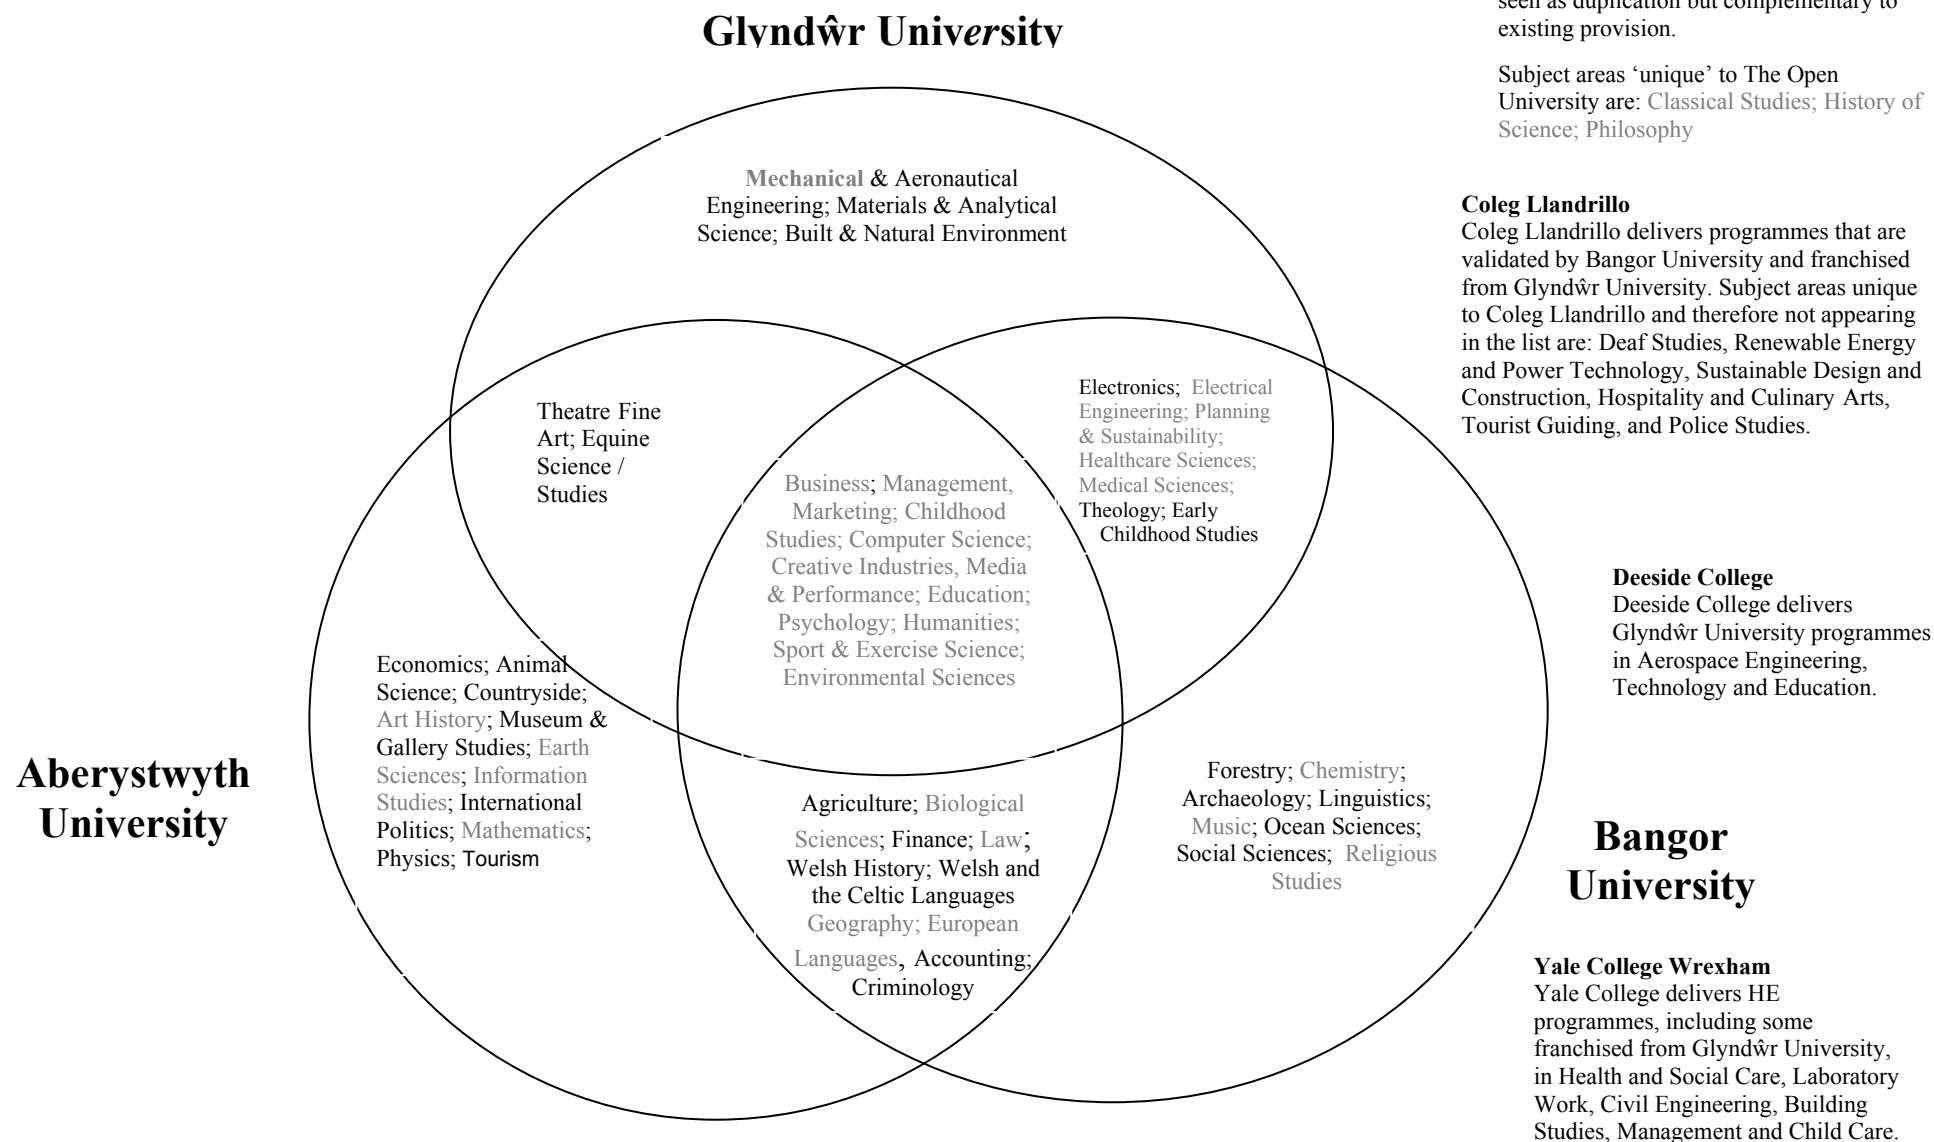 Glyndŵr University
seen as duplication but complementary to
existing provision.
Subject areas ‘unique’ to The Open
University are: Classical Studies; History of
Science; Philosophy
Mechanical & Aeronautical
Engineering; Materials & Analytical
Science; Built & Natural Environment
Coleg Llandrillo
Coleg Llandrillo delivers programmes that are
validated by Bangor University and franchised
from Glyndŵr University. Subject areas unique
to Coleg Llandrillo and therefore not appearing
in the list are: Deaf Studies, Renewable Energy
and Power Technology, Sustainable Design and
Construction, Hospitality and Culinary Arts,
Tourist Guiding, and Police Studies.
Theatre Fine
Art; Equine
Science /
Studies
Electronics; Electrical
Engineering; Planning
& Sustainability;
Healthcare Sciences;
Medical Sciences;
Theology; Early
Childhood Studies
Business; Management,
Marketing; Childhood
Studies; Computer Science;
Creative Industries, Media
& Performance; Education;
Psychology; Humanities;
Sport & Exercise Science;
Environmental Sciences
Deeside College
Deeside College delivers
Glyndŵr University programmes
in Aerospace Engineering,
Technology and Education.
Economics; Animal
Science; Countryside;
Art History; Museum &
Gallery Studies; Earth
Sciences; Information
Studies; International
Politics; Mathematics;
Physics; Tourism
Aberystwyth
University
Agriculture; Biological
Sciences; Finance; Law;
Welsh History; Welsh and
the Celtic Languages
Geography; European
Languages, Accounting;
Criminology
Forestry; Chemistry;
Archaeology; Linguistics;
Music; Ocean Sciences;
Social Sciences; Religious
Studies
Bangor
University
Yale College Wrexham
Yale College delivers HE
programmes, including some
franchised from Glyndŵr University,
in Health and Social Care, Laboratory
Work, Civil Engineering, Building
Studies, Management and Child Care.